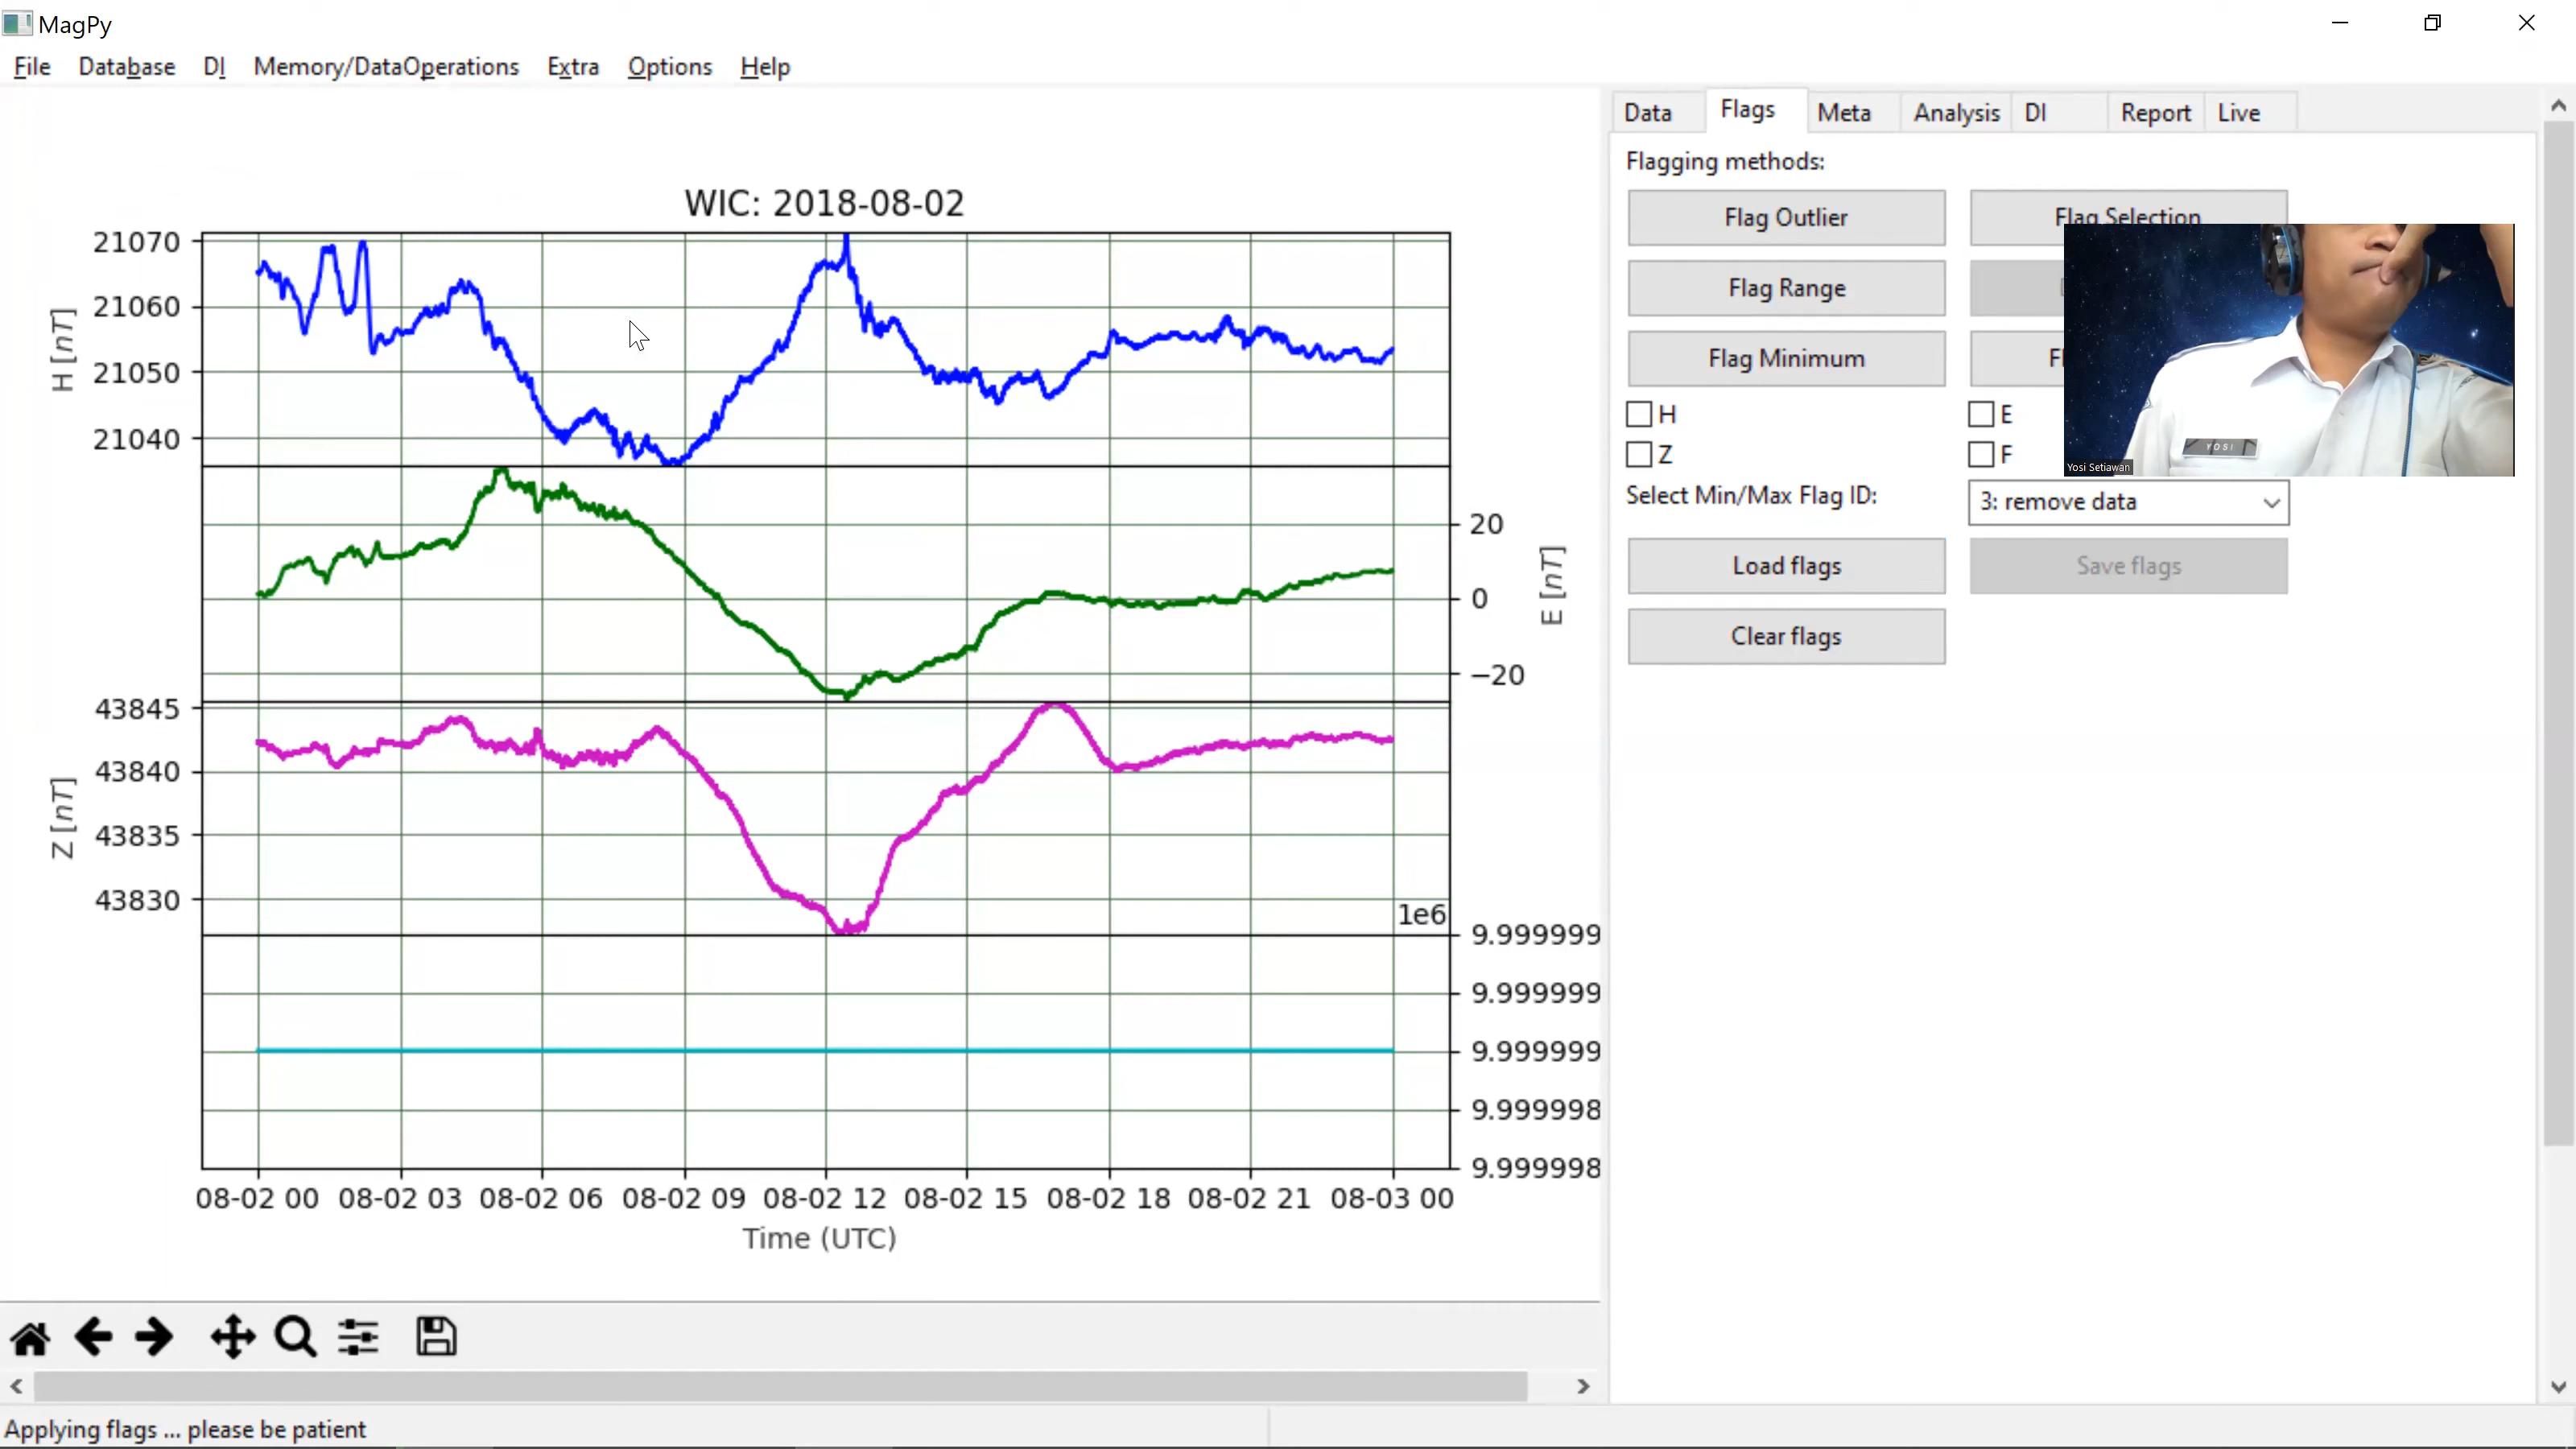 MagPy
File Database DI Memory/DataOperations Extra Options Help
Data Flags Meta Analysis DI Report Live
Flagging methods:
Flag Outlier Flag Selection
Flag Range
Flag Minimum
H E
Z F
YOSI
Yosi Setiawan
Select Min/Max Flag ID: 3: remove data
Load flags Save flags
Clear flags
WIC: 2018-08-02
21070
21060
21050
21040
H [nT]
20
0
−20
E [nT]
43845
43840
43835
43830
Z [nT]
1e6
9.999999
9.999999
9.999999
9.999998
9.999998
08-02 00 08-02 03 08-02 06 08-02 09 08-02 12 08-02 15 08-02 18 08-02 21 08-03 00
Time (UTC)
Applying flags ... please be patient